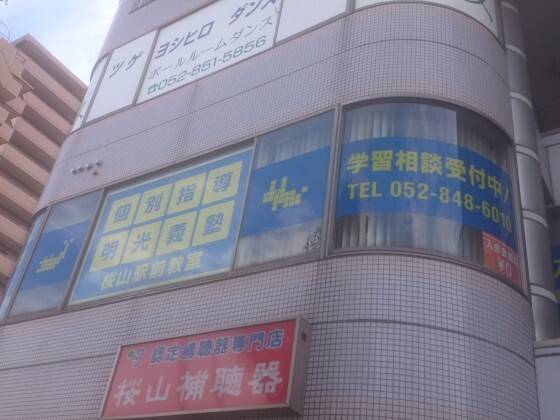 ツゲ ヨシヒロ ダンス
ボールルームダンス
☎052-851-5856
個別指導
明光義塾
桜山駅前教室
学習相談受付中!
TEL 052-848-6010
¥0
認定補聴器専門店
桜山補聴器